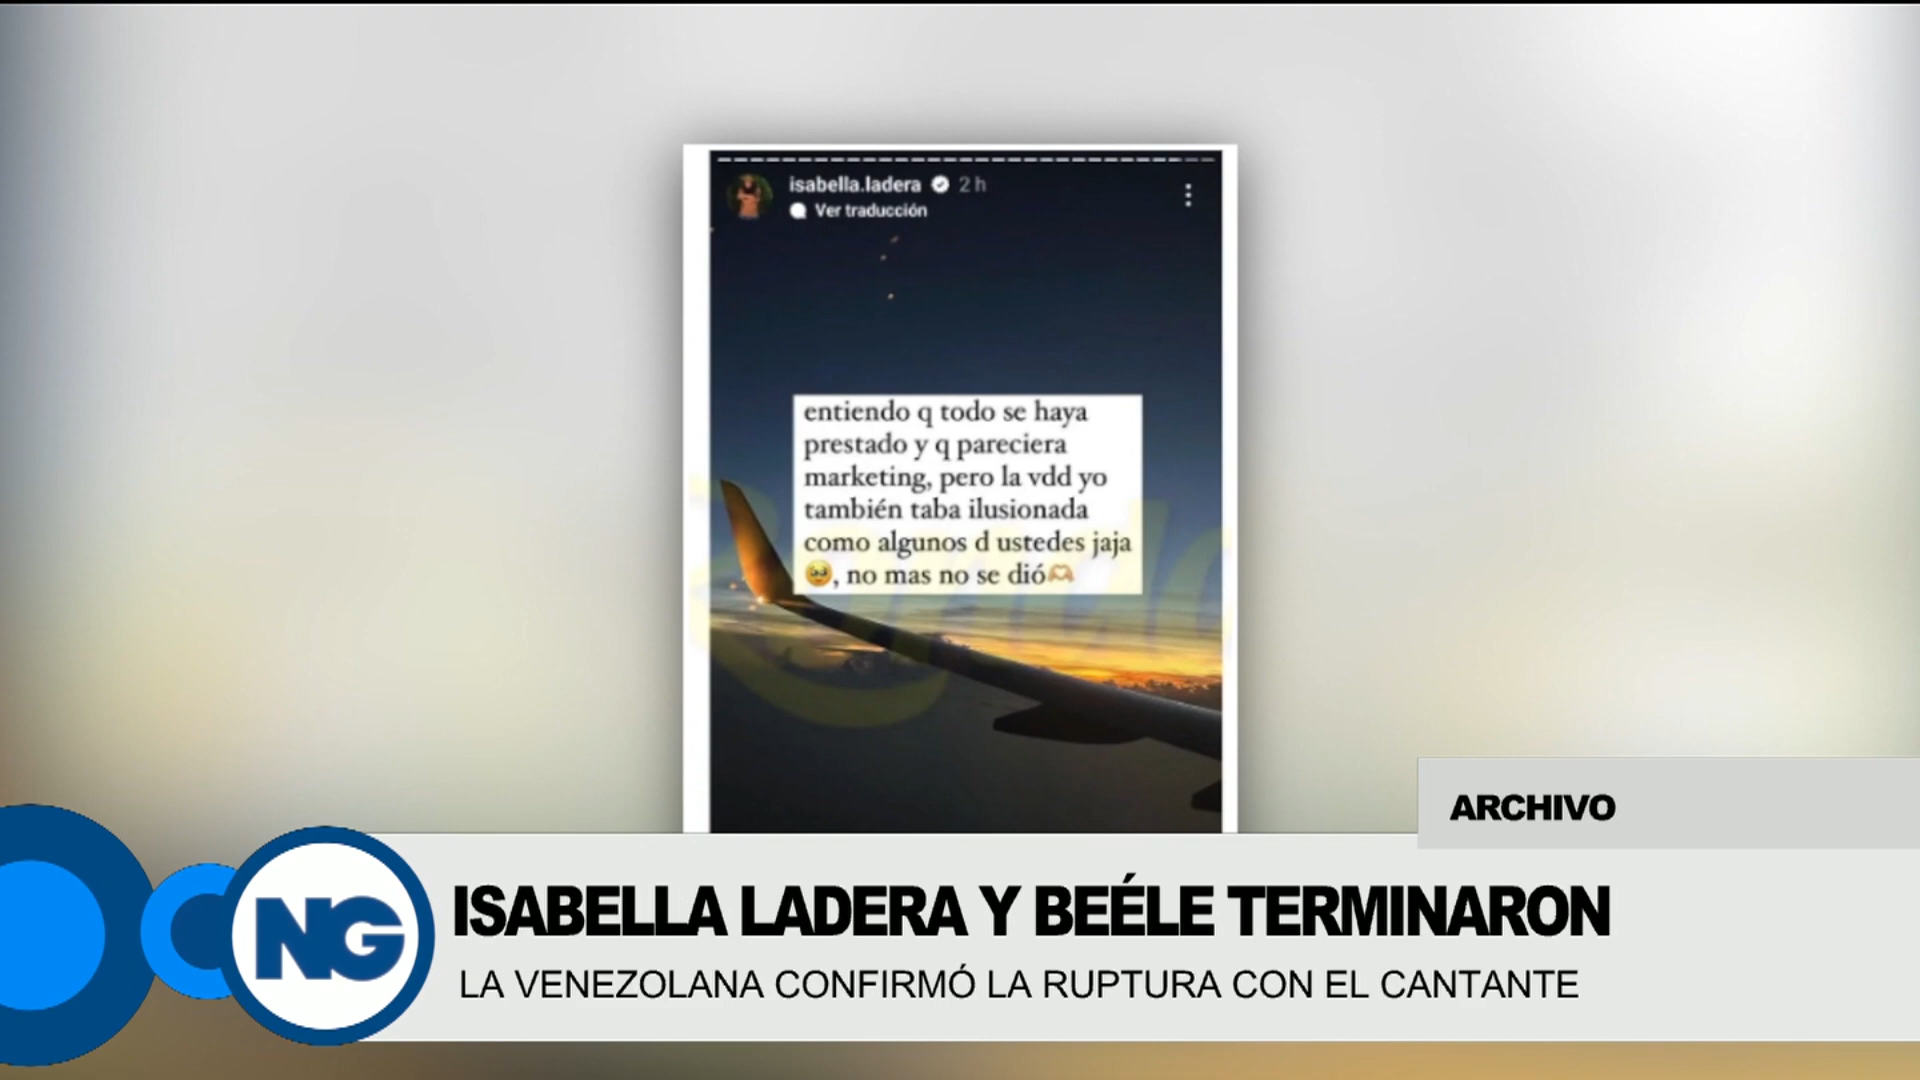 isabella.ladera 2 h
Ver traducción
entiendo q todo se haya
prestado y q pareciera
marketing, pero la vdd yo
también taba ilusionada
como algunos d ustedes jaja
🥹, no mas no se dió🫶
ARCHIVO
NG
ISABELLA LADERA Y BEÉLE TERMINARON
LA VENEZOLANA CONFIRMÓ LA RUPTURA CON EL CANTANTE